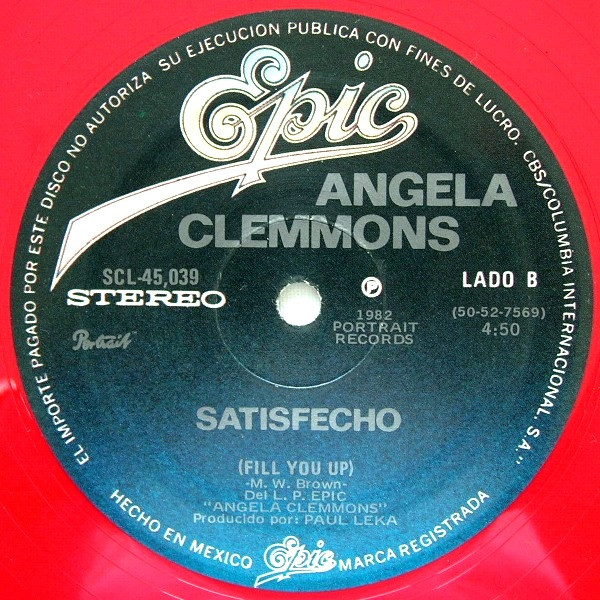 EL IMPORTE PAGADO POR ESTE DISCO NO AUTORIZA SU EJECUCION PUBLICA CON FINES DE LUCRO. CBS/COLUMBIA INTERNACIONAL, S.A."
Epic
ANGELA
CLEMMONS
SCL-45,039
STEREO
Portrait
℗
1982
PORTRAIT
RECORDS
LADO B
(50-52-7569)
4:50
SATISFECHO
(FILL YOU UP)
-M. W. Brown-
Del L. P. EPIC
"ANGELA CLEMMONS"
Producido por: PAUL LEKA
HECHO EN MEXICO
Epic
MARCA REGISTRADA